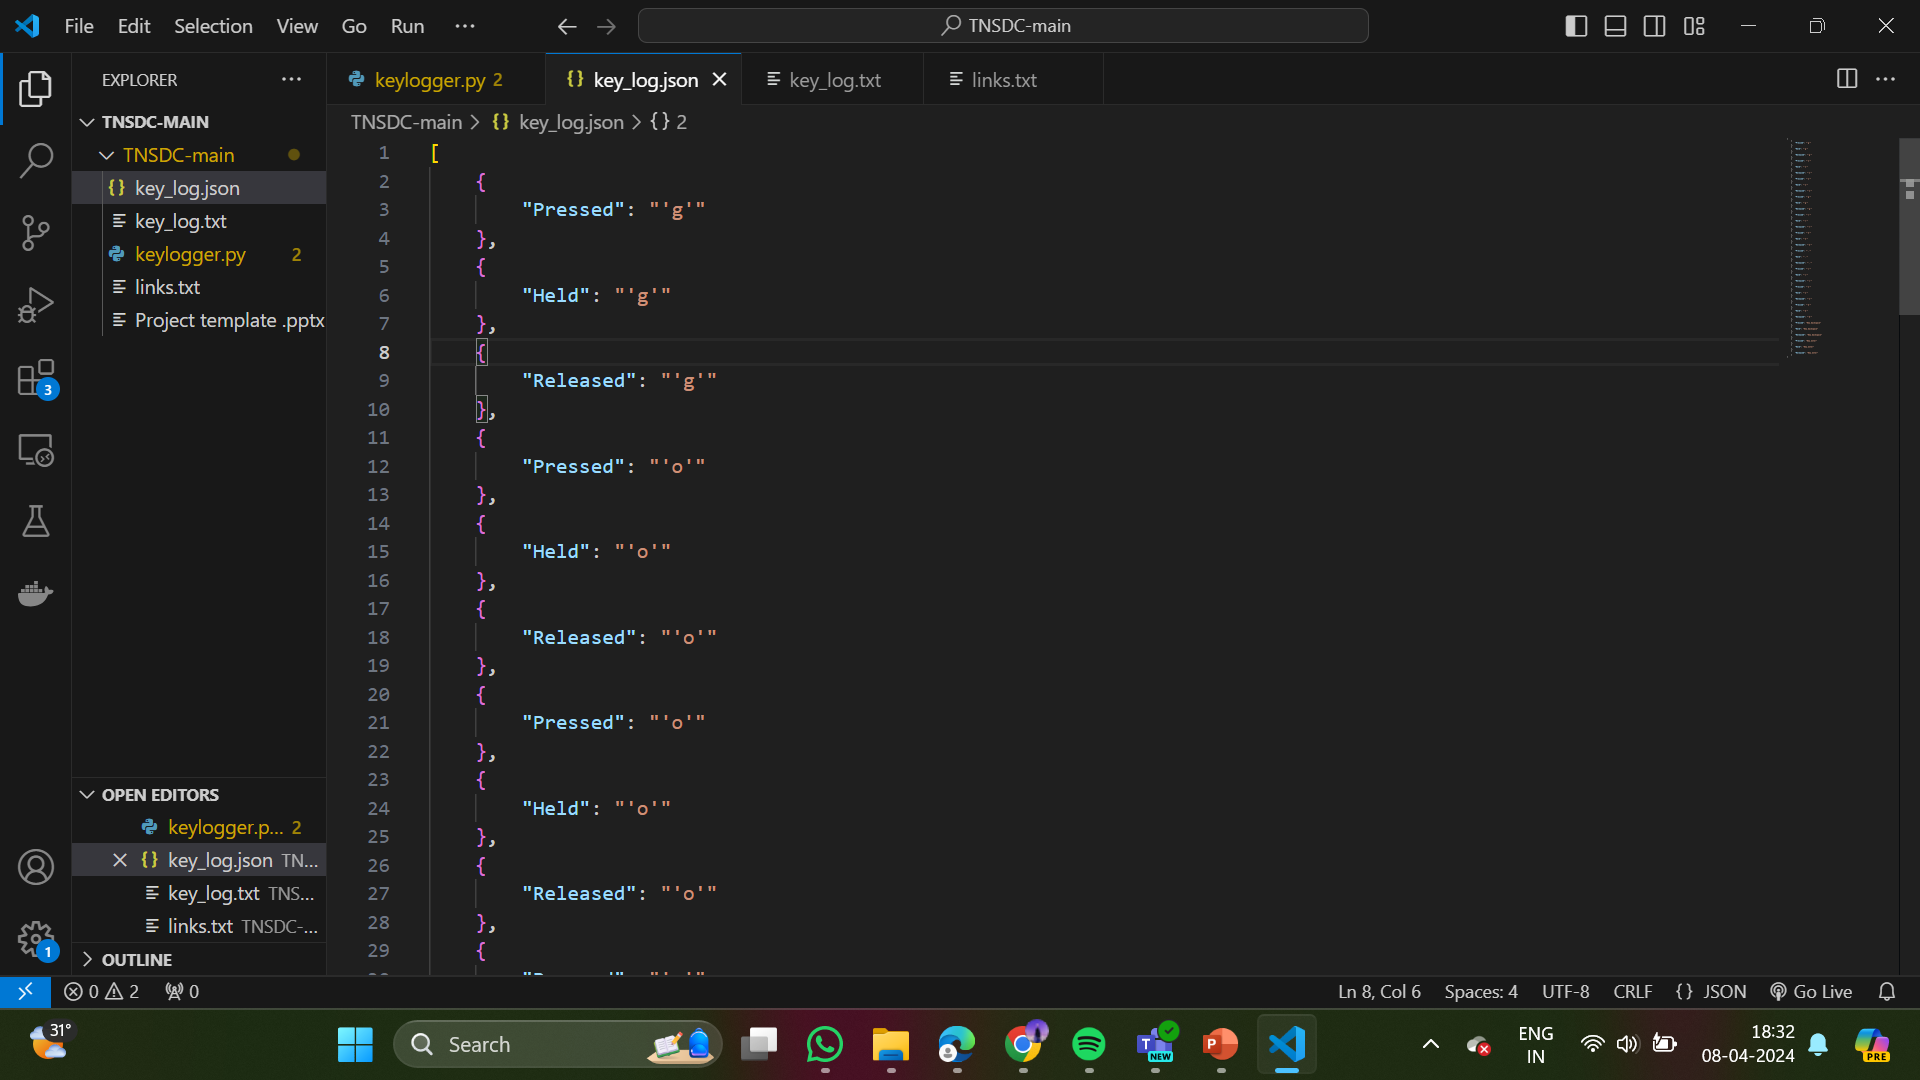 File Edit Selection View Go Run ···
TNSDC-main
EXPLORER
TNSDC-MAIN
TNSDC-main
{} key_log.json
key_log.txt
keylogger.py 2
links.txt
Project template .pptx
OPEN EDITORS
keylogger.p... 2
{} key_log.json TN...
key_log.txt TNS...
links.txt TNSDC-...
OUTLINE
3
1
keylogger.py 2
{} key_log.json
key_log.txt
links.txt
TNSDC-main > {} key_log.json > {} 2
1 [
2 {
3 "Pressed": "'g'"
4 },
5 {
6 "Held": "'g'"
7 },
8 {
9 "Released": "'g'"
10 },
11 {
12 "Pressed": "'o'"
13 },
14 {
15 "Held": "'o'"
16 },
17 {
18 "Released": "'o'"
19 },
20 {
21 "Pressed": "'o'"
22 },
23 {
24 "Held": "'o'"
25 },
26 {
27 "Released": "'o'"
28 },
29 {
0 2 0
Ln 8, Col 6 Spaces: 4 UTF-8 CRLF {} JSON Go Live
31°
Search
NEW
ENG
IN
18:32
08-04-2024
PRE